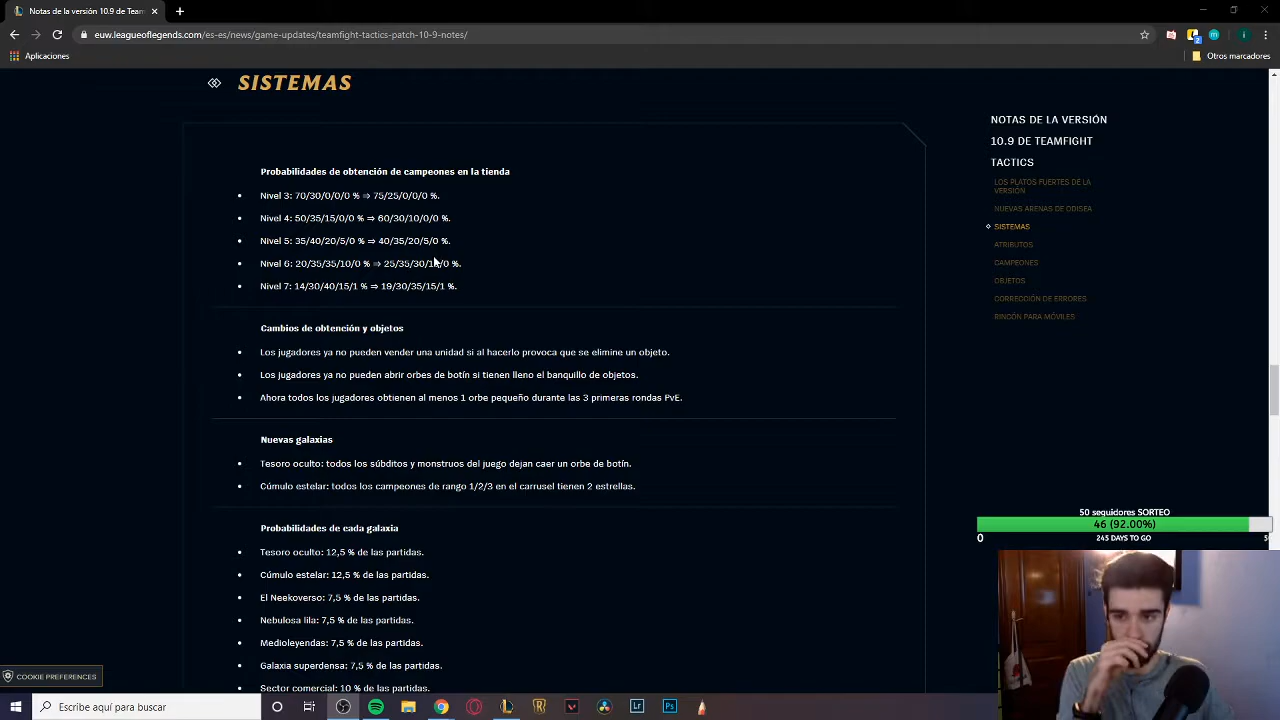 Notas de la versión 10.9 de Team
euw.leagueoflegends.com/es-es/news/game-updates/teamfight-tactics-patch-10-9-notes/
Aplicaciones
Otros marcadores
SISTEMAS
Probabilidades de obtención de campeones en la tienda
Nivel 3: 70/30/0/0/0 % ⇒ 75/25/0/0/0 %.
Nivel 4: 50/35/15/0/0 % ⇒ 60/30/10/0/0 %.
Nivel 5: 35/40/20/5/0 % ⇒ 40/35/20/5/0 %.
Nivel 6: 20/35/35/10/0 % ⇒ 25/35/30/10/0 %.
Nivel 7: 14/30/40/15/1 % ⇒ 19/30/35/15/1 %.
Cambios de obtención y objetos
Los jugadores ya no pueden vender una unidad si al hacerlo provoca que se elimine un objeto.
Los jugadores ya no pueden abrir orbes de botín si tienen lleno el banquillo de objetos.
Ahora todos los jugadores obtienen al menos 1 orbe pequeño durante las 3 primeras rondas PvE.
Nuevas galaxias
Tesoro oculto: todos los súbditos y monstruos del juego dejan caer un orbe de botín.
Cúmulo estelar: todos los campeones de rango 1/2/3 en el carrusel tienen 2 estrellas.
Probabilidades de cada galaxia
Tesoro oculto: 12,5 % de las partidas.
Cúmulo estelar: 12,5 % de las partidas.
El Neekoverso: 7,5 % de las partidas.
Nebulosa lila: 7,5 % de las partidas.
Medioleyendas: 7,5 % de las partidas.
Galaxia superdensa: 7,5 % de las partidas.
Sector comercial: 10 % de las partidas.
NOTAS DE LA VERSIÓN
10.9 DE TEAMFIGHT
TACTICS
LOS PLATOS FUERTES DE LA
VERSIÓN
NUEVAS ARENAS DE ODISEA
SISTEMAS
ATRIBUTOS
CAMPEONES
OBJETOS
CORRECCIÓN DE ERRORES
RINCÓN PARA MÓVILES
50 seguidores SORTEO
46 (92.00%)
0
245 DAYS TO GO
COOKIE PREFERENCES
Escribe aquí para buscar
Lr
Ps